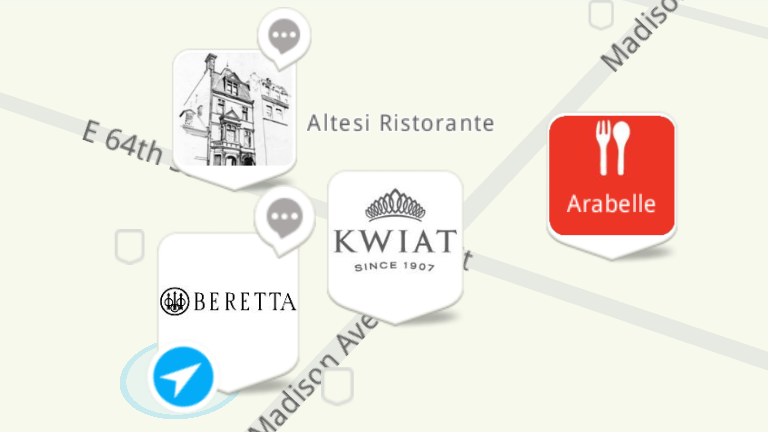 Madiso
Altesi Ristorante
E 64th S
Arabelle
KWIAT
SINCE 1907
t
BERETTA
Madison Ave